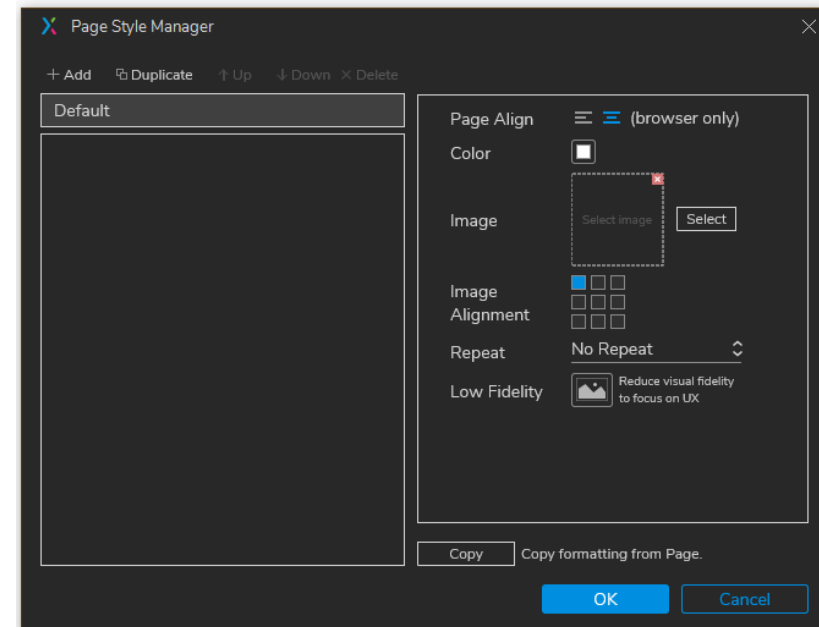 Page Style Manager
Add Duplicate Up Down Delete
Default
Page Align (browser only)
Color
Image Select image Select
Image
Alignment
Repeat No Repeat
Low Fidelity Reduce visual fidelity
to focus on UX
Copy Copy formatting from Page.
OK Cancel